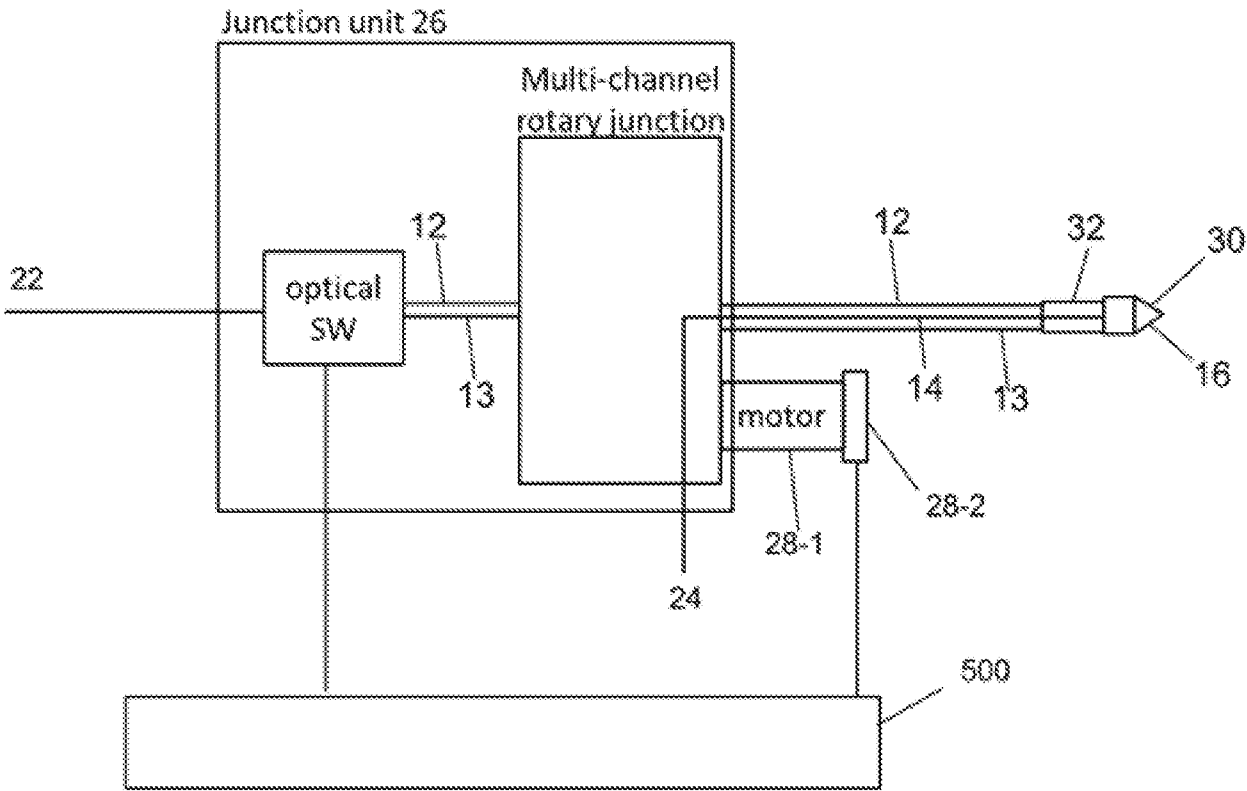 Junction unit 26
Multi-channel
rotary junction
12
12
32
30
22
optical
SW
13
14
13
16
motor
28-2
28-1
24
500